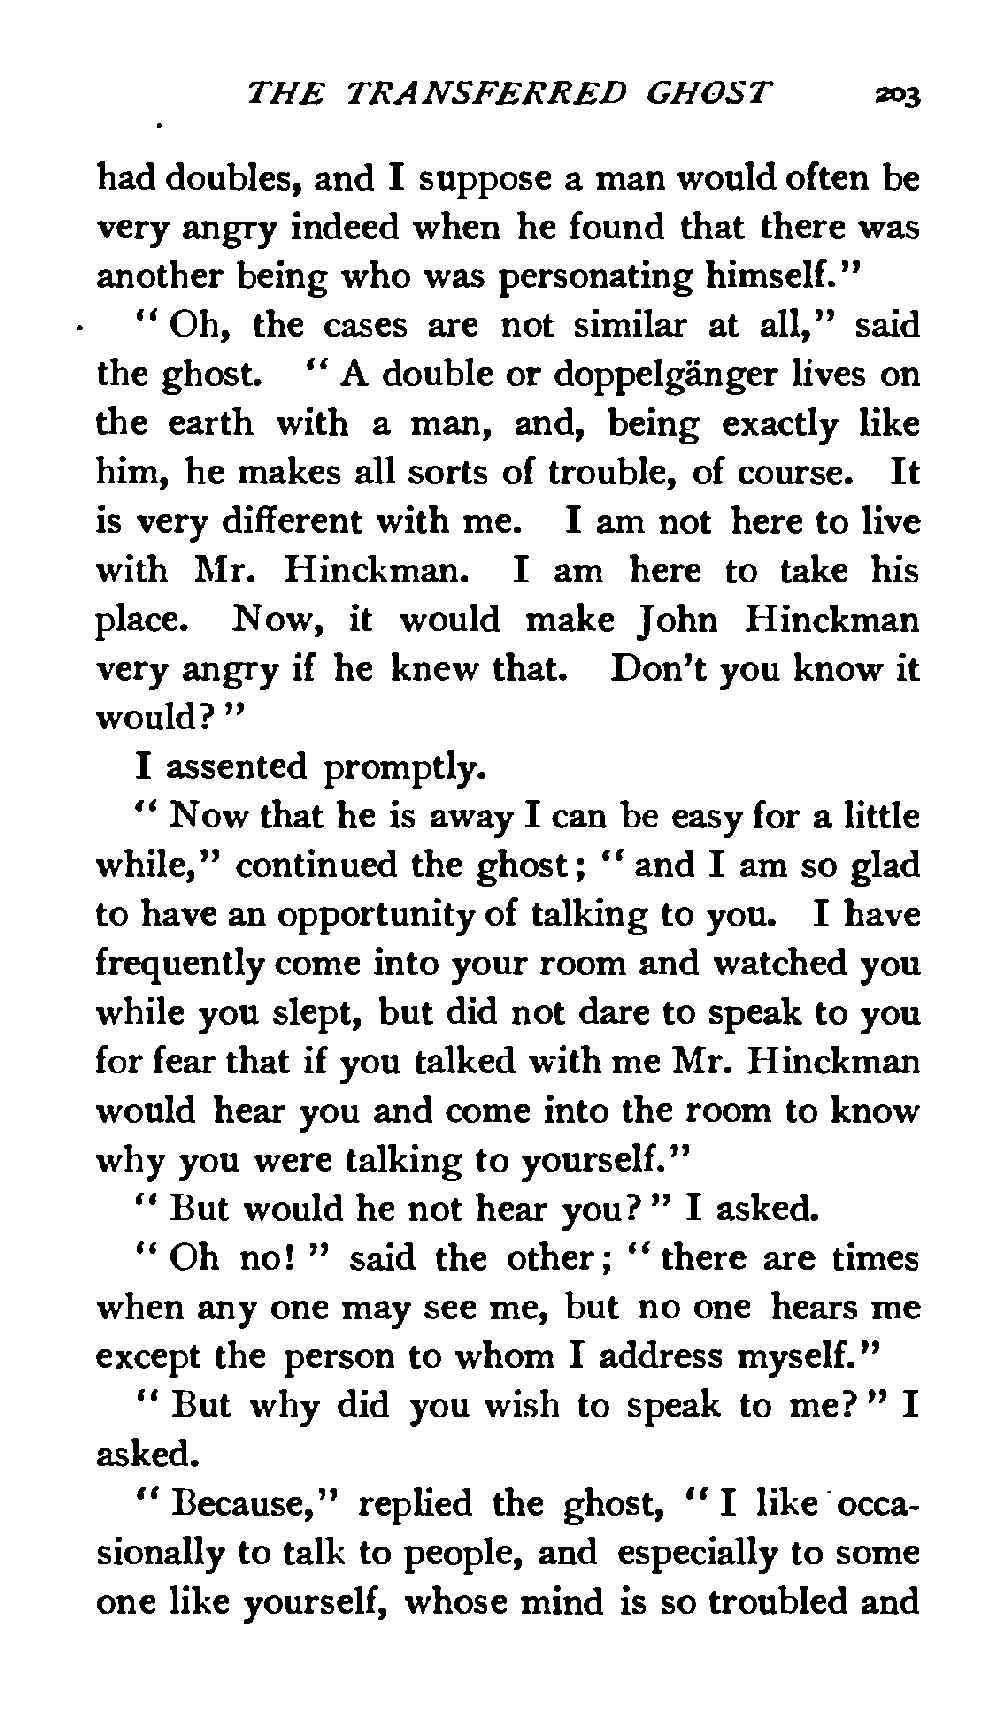 THE TRANSFERRED GHOST 203
had doubles, and I suppose a man would often be
very angry indeed when he found that there was
another being who was personating himself."
"Oh, the cases are not similar at all," said
the ghost. "A double or doppelgänger lives on
the earth with a man, and, being exactly like
him, he makes all sorts of trouble, of course. It
is very different with me. I am not here to live
with Mr. Hinckman. I am here to take his
place. Now, it would make John Hinckman
very angry if he knew that. Don't you know it
would?"
I assented promptly.
"Now that he is away I can be easy for a little
while," continued the ghost; "and I am so glad
to have an opportunity of talking to you. I have
frequently come into your room and watched you
while you slept, but did not dare to speak to you
for fear that if you talked with me Mr. Hinckman
would hear you and come into the room to know
why you were talking to yourself."
"But would he not hear you?" I asked.
"Oh no!" said the other; "there are times
when any one may see me, but no one hears me
except the person to whom I address myself."
"But why did you wish to speak to me?" I
asked.
"Because," replied the ghost, "I like occa-
sionally to talk to people, and especially to some
one like yourself, whose mind is so troubled and